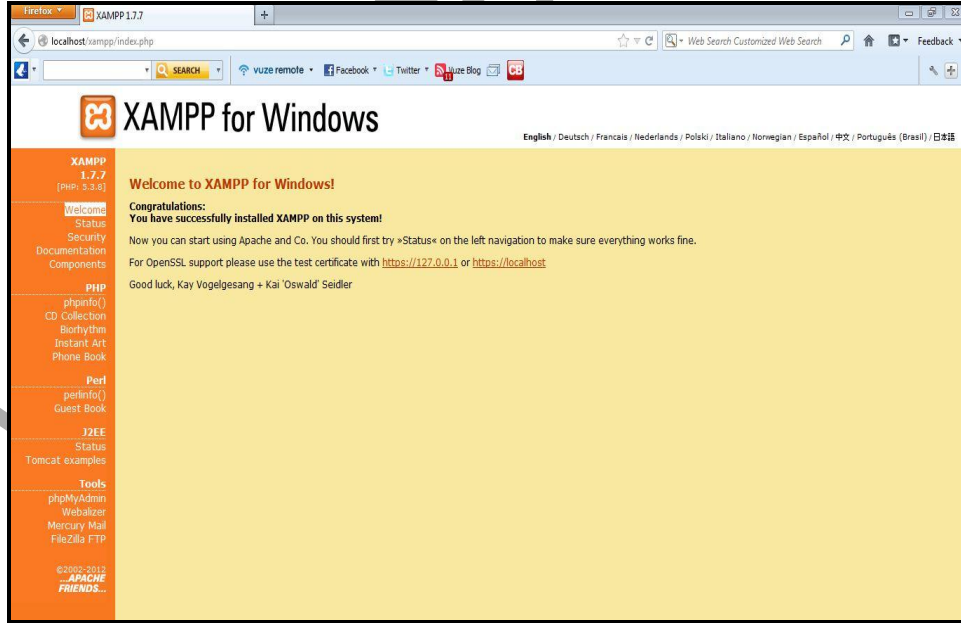 Firefox
XAMPP 1.7.7
localhost/xampp/index.php
Web Search Customized Web Search
Feedback
SEARCH
vuze remote
Facebook
Twitter
Vuze Blog
11
CB
XAMPP for Windows
English / Deutsch / Francais / Nederlands / Polski / Italiano / Norwegian / Español / 中文 / Português (Brasil) / 日本語
XAMPP
1.7.7
[PHP: 5.3.8]
Welcome
Status
Security
Documentation
Components
PHP
phpinfo()
CD Collection
Biorhythm
Instant Art
Phone Book
Perl
perlinfo()
Guest Book
J2EE
Status
Tomcat examples
Tools
phpMyAdmin
Webalizer
Mercury Mail
FileZilla FTP
©2002-2012
...APACHE
FRIENDS...
Welcome to XAMPP for Windows!
Congratulations:
You have successfully installed XAMPP on this system!
Now you can start using Apache and Co. You should first try »Status« on the left navigation to make sure everything works fine.
For OpenSSL support please use the test certificate with https://127.0.0.1 or https://localhost
Good luck, Kay Vogelgesang + Kai 'Oswald' Seidler